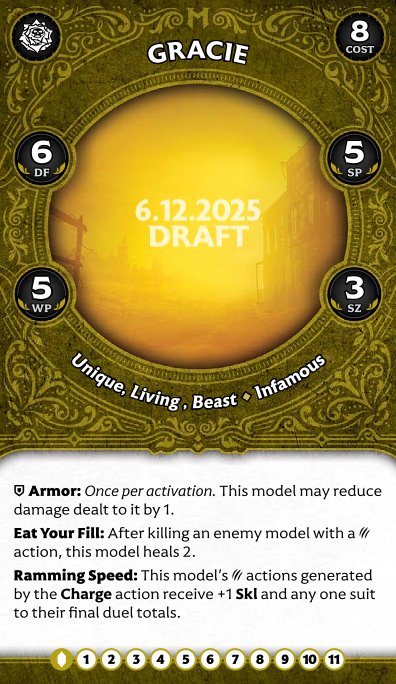 M
GRACIE
8
COST
6
DF
5
SP
6.12.2025
DRAFT
5
WP
3
SZ
Unique, Living , Beast ⬥ Infamous
Armor: Once per activation. This model may reduce
damage dealt to it by 1.
Eat Your Fill: After killing an enemy model with a
action, this model heals 2.
Ramming Speed: This model's actions generated
by the Charge action receive +1 Skl and any one suit
to their final duel totals.
1 2 3 4 5 6 7 8 9 10 11